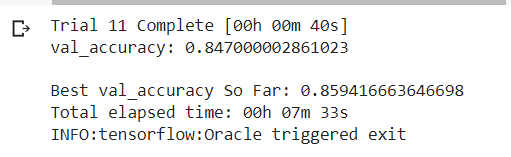 Trial 11 Complete [00h 00m 40s]
val_accuracy: 0.847000002861023
Best val_accuracy So Far: 0.859416663646698
Total elapsed time: 00h 07m 33s
INFO:tensorflow:Oracle triggered exit